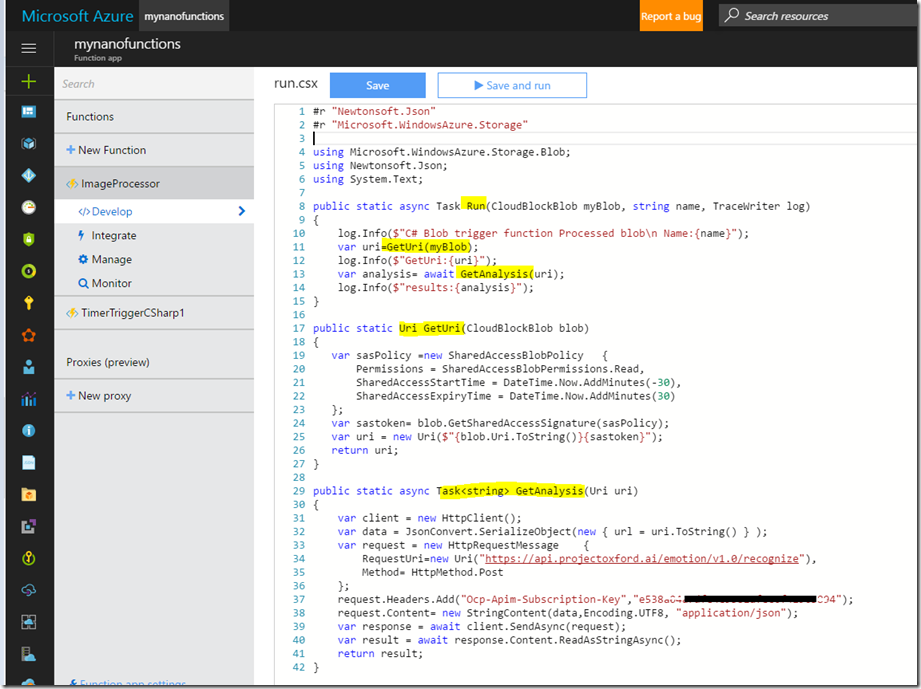 Microsoft Azure mynanofunctions Report a bug Search resources
mynanofunctions
Function app
Search
Functions
+ New Function
ImageProcessor
</> Develop
Integrate
Manage
Monitor
TimerTriggerCSharp1
Proxies (preview)
+ New proxy
Function app settings
run.csx Save Save and run
1 #r "Newtonsoft.Json"
2 #r "Microsoft.WindowsAzure.Storage"
3
4 using Microsoft.WindowsAzure.Storage.Blob;
5 using Newtonsoft.Json;
6 using System.Text;
7
8 public static async Task Run(CloudBlockBlob myBlob, string name, TraceWriter log)
9 {
10 log.Info($"C# Blob trigger function Processed blob\n Name:{name}");
11 var uri=GetUri(myBlob);
12 log.Info($"GetUri:{uri}");
13 var analysis= await GetAnalysis(uri);
14 log.Info($"results:{analysis}");
15 }
16
17 public static Uri GetUri(CloudBlockBlob blob)
18 {
19 var sasPolicy =new SharedAccessBlobPolicy {
20 Permissions = SharedAccessBlobPermissions.Read,
21 SharedAccessStartTime = DateTime.Now.AddMinutes(-30),
22 SharedAccessExpiryTime = DateTime.Now.AddMinutes(30)
23 };
24 var sastoken= blob.GetSharedAccessSignature(sasPolicy);
25 var uri = new Uri($"{blob.Uri.ToString()}{sastoken}");
26 return uri;
27 }
28
29 public static async Task<string> GetAnalysis(Uri uri)
30 {
31 var client = new HttpClient();
32 var data = JsonConvert.SerializeObject(new { url = uri.ToString() } );
33 var request = new HttpRequestMessage {
34 RequestUri=new Uri("https://api.projectoxford.ai/emotion/v1.0/recognize"),
35 Method= HttpMethod.Post
36 };
37 request.Headers.Add("Ocp-Apim-Subscription-Key","e538 94");
38 request.Content= new StringContent(data,Encoding.UTF8, "application/json");
39 var response = await client.SendAsync(request);
40 var result = await response.Content.ReadAsStringAsync();
41 return result;
42 }